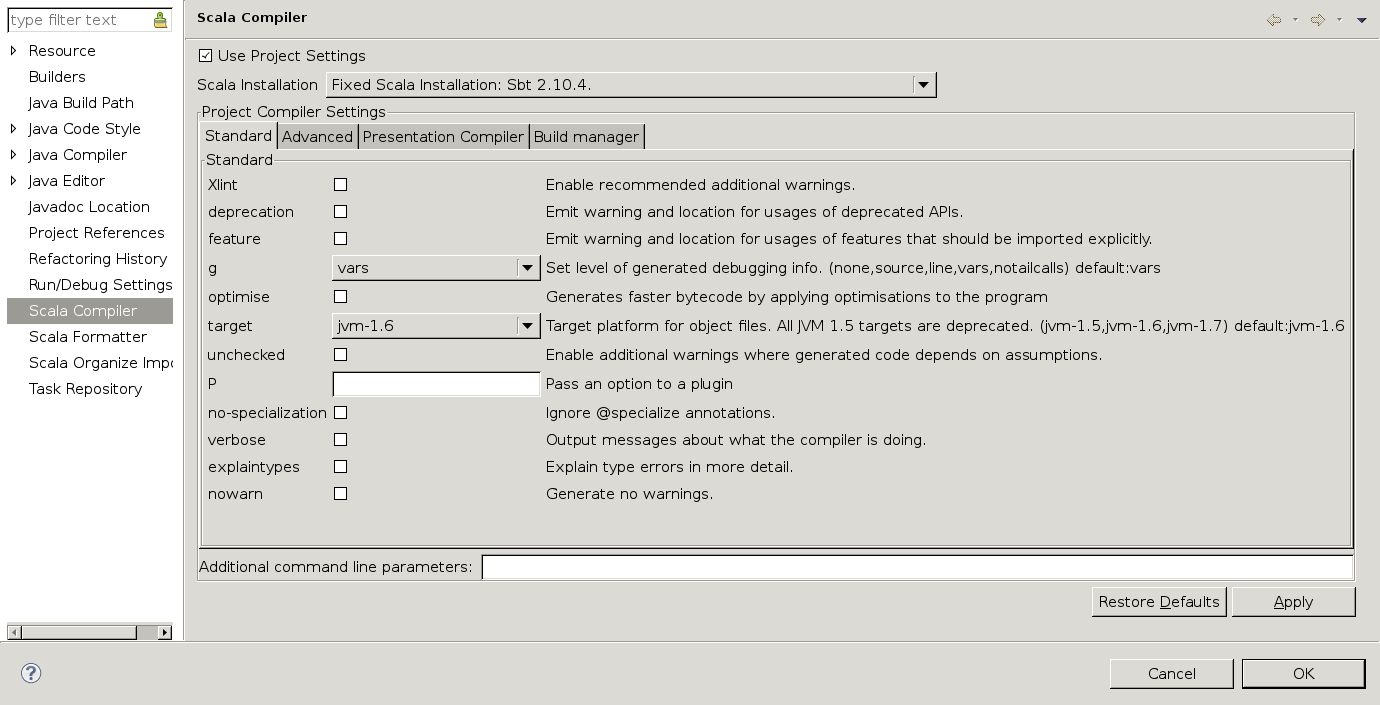 type filter text
Resource
Builders
Java Build Path
Java Code Style
Java Compiler
Java Editor
Javadoc Location
Project References
Refactoring History
Run/Debug Settings
Scala Compiler
Scala Formatter
Scala Organize Impo
Task Repository
Scala Compiler
Use Project Settings
Scala Installation Fixed Scala Installation: Sbt 2.10.4.
Project Compiler Settings
Standard Advanced Presentation Compiler Build manager
Standard
Xlint Enable recommended additional warnings.
deprecation Emit warning and location for usages of deprecated APIs.
feature Emit warning and location for usages of features that should be imported explicitly.
g vars Set level of generated debugging info. (none,source,line,vars,notailcalls) default:vars
optimise Generates faster bytecode by applying optimisations to the program
target jvm-1.6 Target platform for object files. All JVM 1.5 targets are deprecated. (jvm-1.5,jvm-1.6,jvm-1.7) default:jvm-1.6
unchecked Enable additional warnings where generated code depends on assumptions.
P Pass an option to a plugin
no-specialization Ignore @specialize annotations.
verbose Output messages about what the compiler is doing.
explaintypes Explain type errors in more detail.
nowarn Generate no warnings.
Additional command line parameters:
Restore Defaults Apply
? Cancel OK